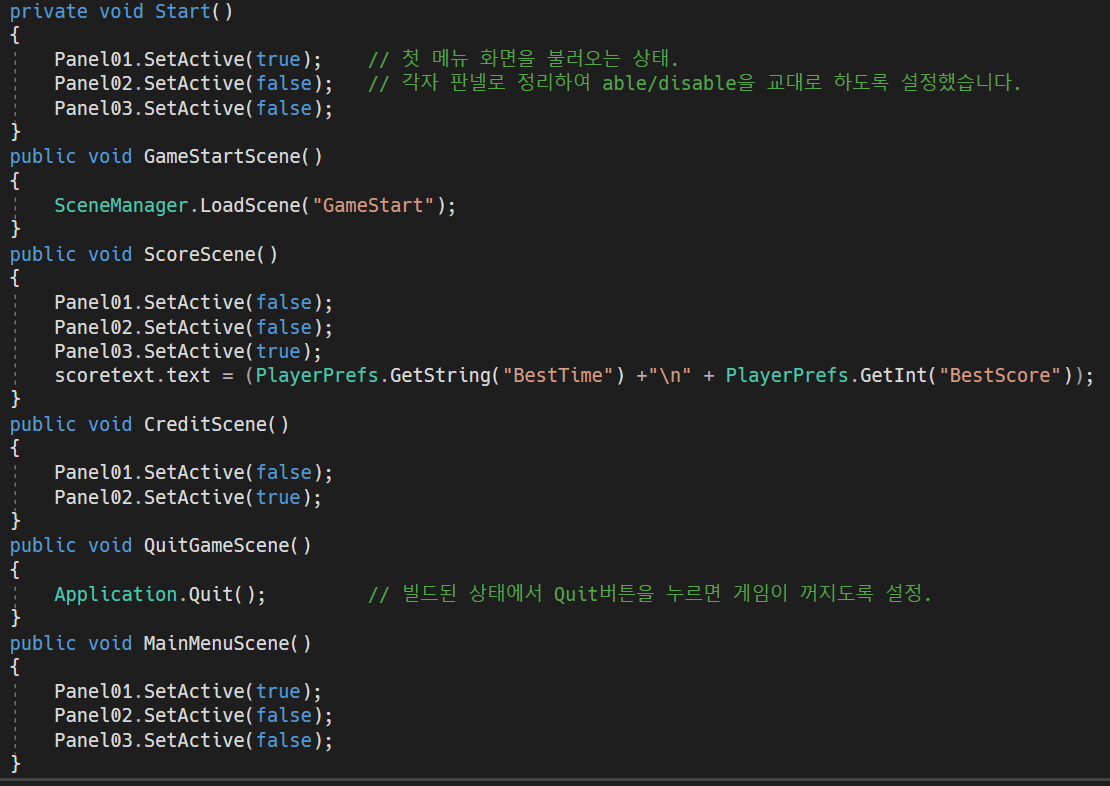 private void Start()
{
    Panel01.SetActive(true);    // 첫 메뉴 화면을 불러오는 상태.
    Panel02.SetActive(false);   // 각자 판넬로 정리하여 able/disable을 교대로 하도록 설정했습니다.
    Panel03.SetActive(false);
}
public void GameStartScene()
{
    SceneManager.LoadScene("GameStart");
}
public void ScoreScene()
{
    Panel01.SetActive(false);
    Panel02.SetActive(false);
    Panel03.SetActive(true);
    scoretext.text = (PlayerPrefs.GetString("BestTime") +"\n" + PlayerPrefs.GetInt("BestScore"));
}
public void CreditScene()
{
    Panel01.SetActive(false);
    Panel02.SetActive(true);
}
public void QuitGameScene()
{
    Application.Quit();         // 빌드된 상태에서 Quit버튼을 누르면 게임이 꺼지도록 설정.
}
public void MainMenuScene()
{
    Panel01.SetActive(true);
    Panel02.SetActive(false);
    Panel03.SetActive(false);
}